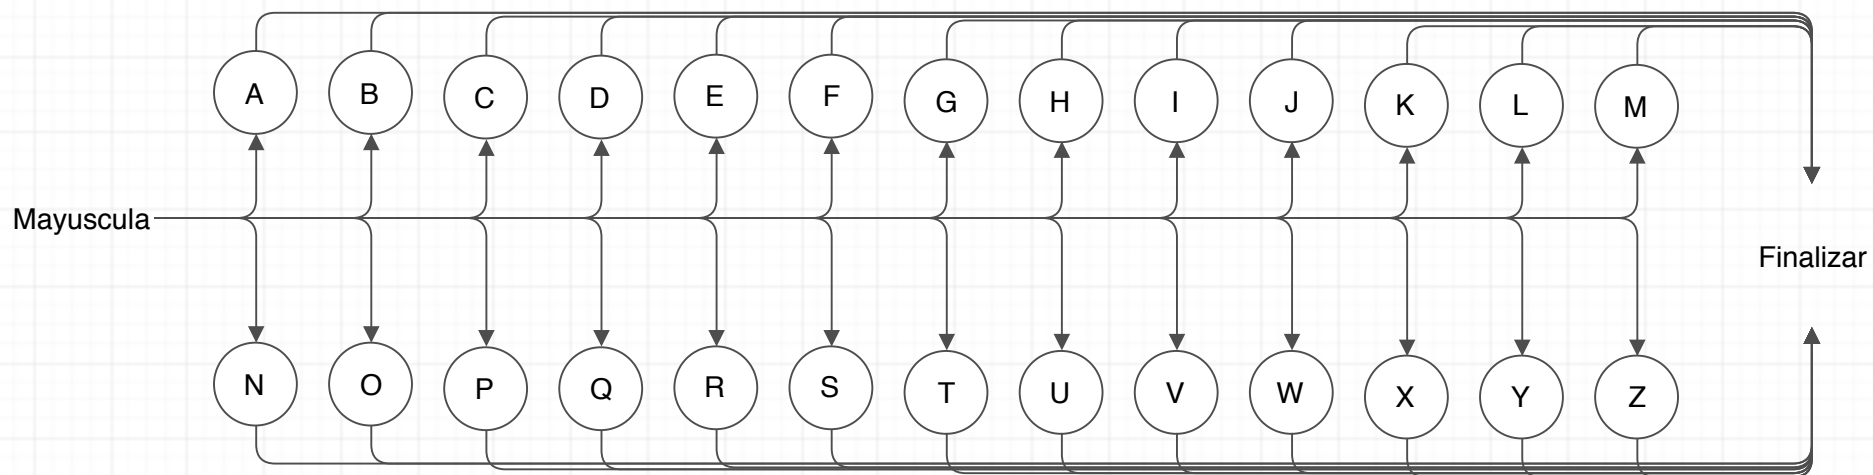 A B C D E F G H I J K L M
Mayuscula
Finalizar
N O P Q R S T U V W X Y Z